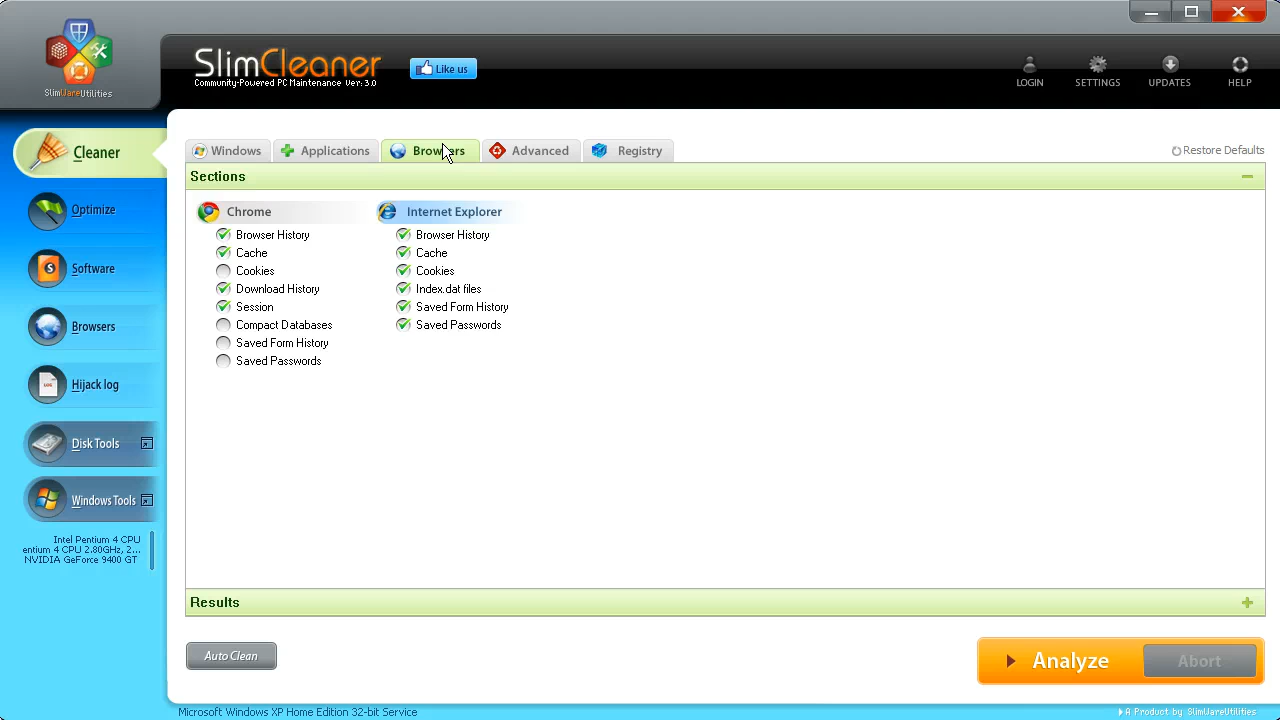 SlimCleaner
Community-Powered PC Maintenance Ver: 3.0
Like us
LOGIN
SETTINGS
UPDATES
HELP
SlimWareUtilities
Cleaner
Optimize
Software
Browsers
Hijack log
Disk Tools
Windows Tools
Intel Pentium 4 CPU
entium 4 CPU 2.80GHz, 2...
NVIDIA GeForce 9400 GT
Windows
Applications
Browsers
Advanced
Registry
Restore Defaults
Sections
Chrome
Browser History
Cache
Cookies
Download History
Session
Compact Databases
Saved Form History
Saved Passwords
Internet Explorer
Browser History
Cache
Cookies
Index.dat files
Saved Form History
Saved Passwords
Results
Auto Clean
Analyze
Abort
Microsoft Windows XP Home Edition 32-bit Service
A Product by SlimWareUtilities